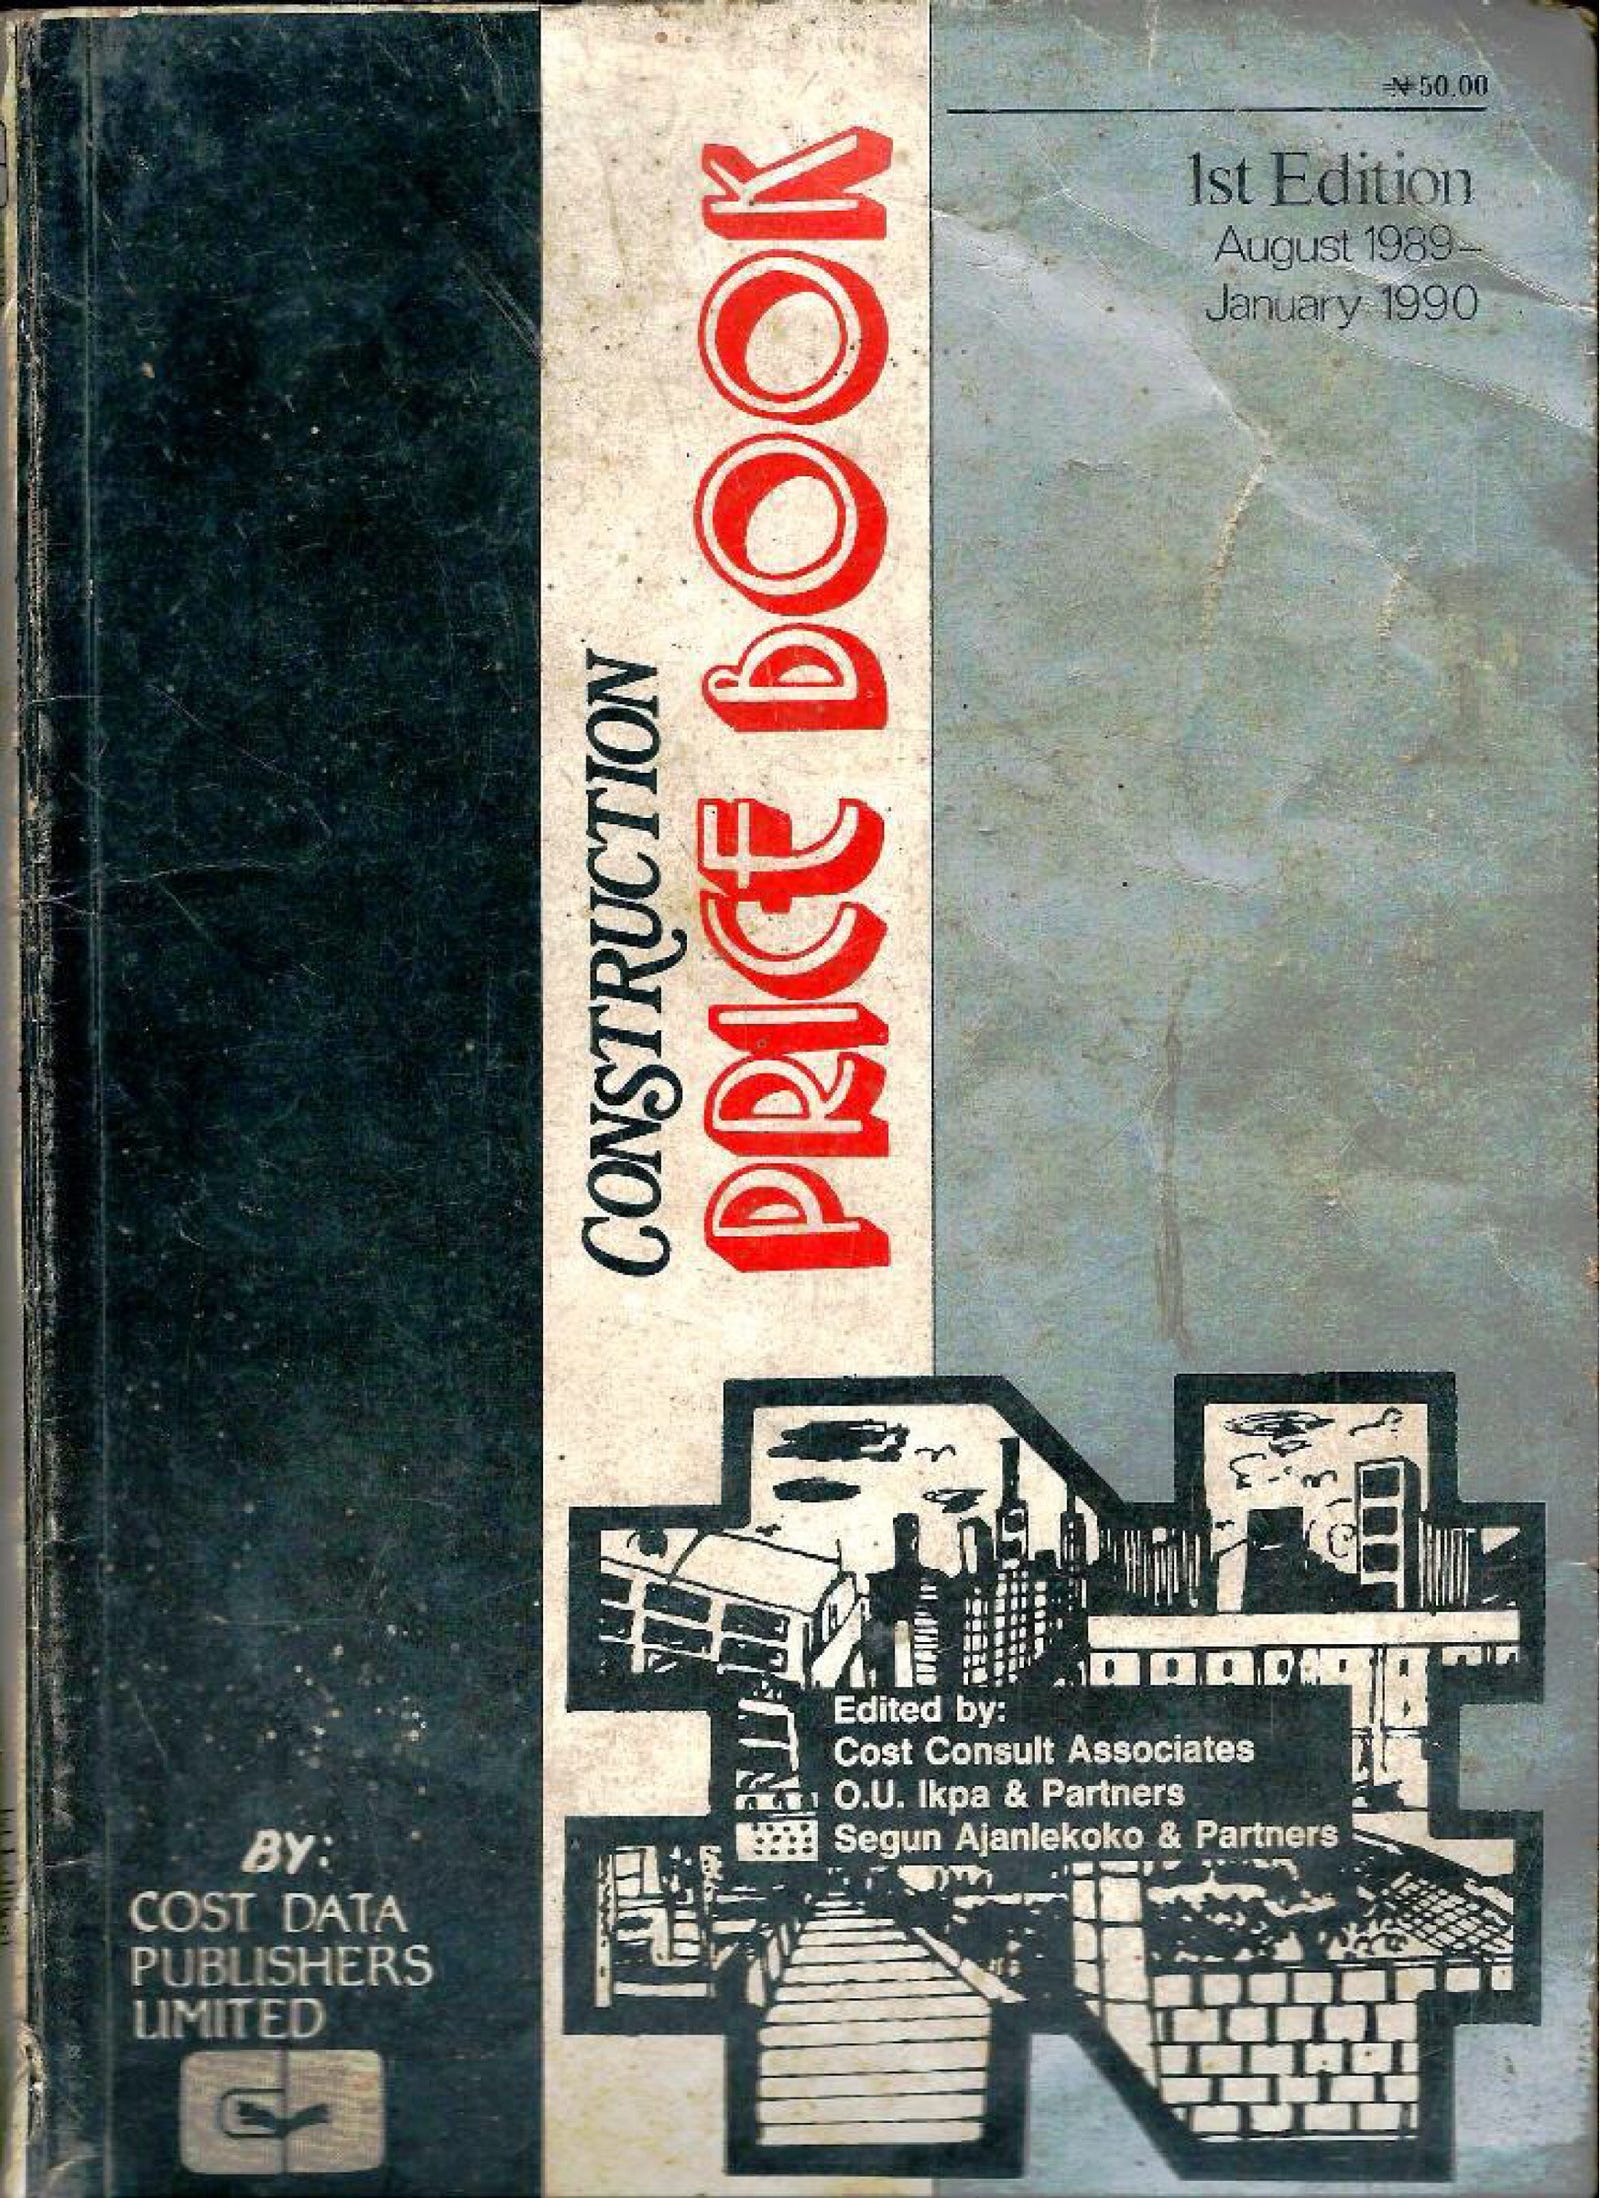 ₦50.00
1st Edition
August 1989–
January 1990
CONSTRUCTION
PRICE BOOK
Edited by:
Cost Consult Associates
O.U. Ikpa & Partners
Segun Ajanlekoko & Partners
BY:
COST DATA
PUBLISHERS
LIMITED